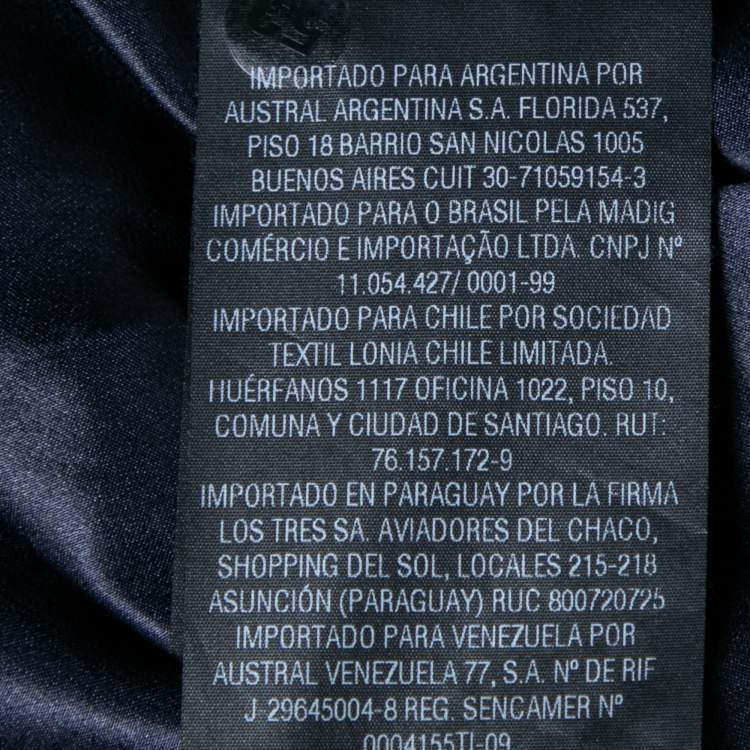 IMPORTADO PARA ARGENTINA POR
AUSTRAL ARGENTINA S.A. FLORIDA 537,
PISO 18 BARRIO SAN NICOLAS 1005
BUENOS AIRES CUIT 30-71059154-3
IMPORTADO PARA O BRASIL PELA MADIG
COMÉRCIO E IMPORTAÇÃO LTDA. CNPJ Nº
11.054.427/ 0001-99
IMPORTADO PARA CHILE POR SOCIEDAD
TEXTIL LONIA CHILE LIMITADA.
HUÉRFANOS 1117 OFICINA 1022, PISO 10,
COMUNA Y CIUDAD DE SANTIAGO. RUT:
76.157.172-9
IMPORTADO EN PARAGUAY POR LA FIRMA
LOS TRES SA. AVIADORES DEL CHACO,
SHOPPING DEL SOL, LOCALES 215-218
ASUNCIÓN (PARAGUAY) RUC 800720725
IMPORTADO PARA VENEZUELA POR
AUSTRAL VENEZUELA 77, S.A. Nº DE RIF
J-29645004-8 REG. SENCAMER Nº